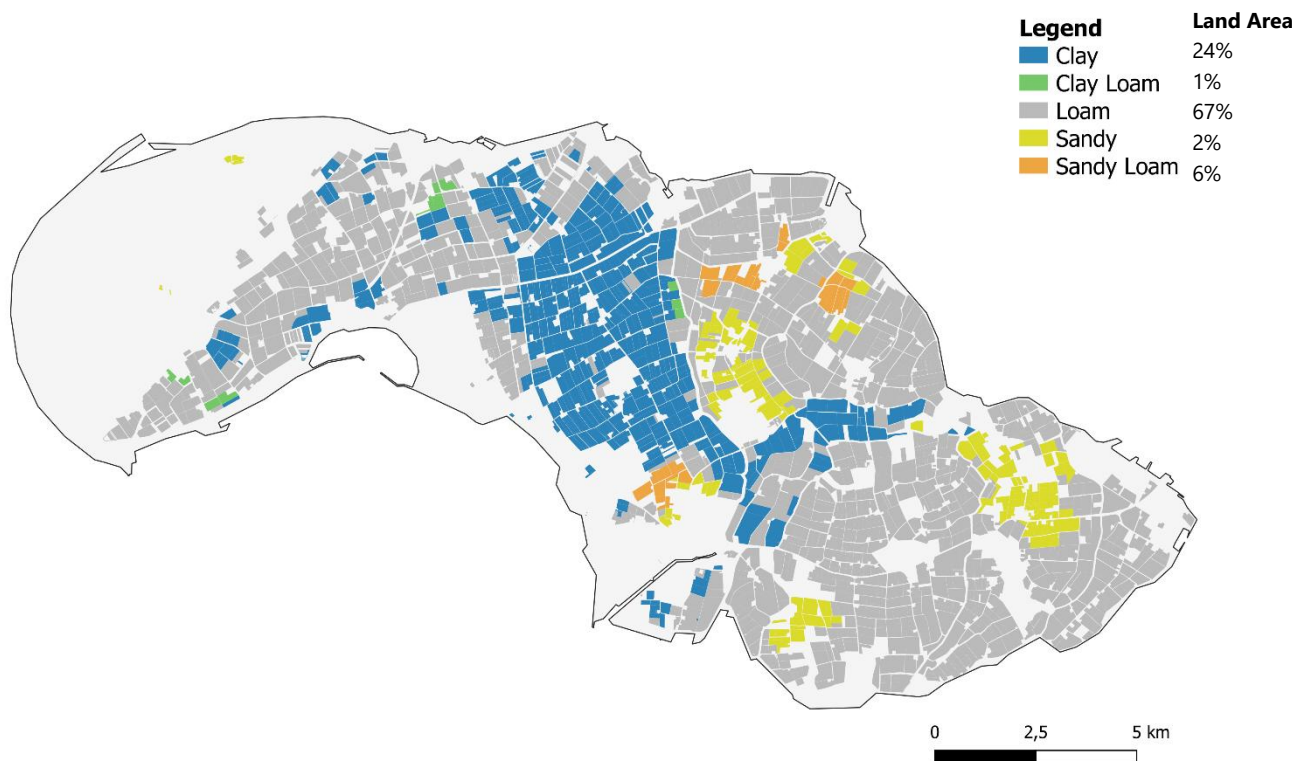 Legend Land Area
Clay 24%
Clay Loam 1%
Loam 67%
Sandy 2%
Sandy Loam 6%
0 2,5 5 km